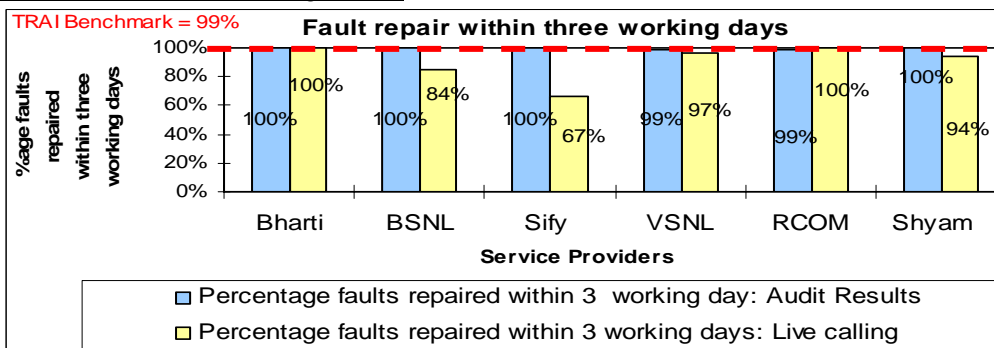 TRAI Benchmark = 99%
Fault repair within three working days
%age faults
repaired
within three
working days
100%
80%
60%
40%
20%
0%
100%
100%
100%
84%
100%
67%
99%
97%
99%
100%
100%
94%
Bharti BSNL Sify VSNL RCOM Shyam
Service Providers
Percentage faults repaired within 3 working day: Audit Results
Percentage faults repaired within 3 working days: Live calling